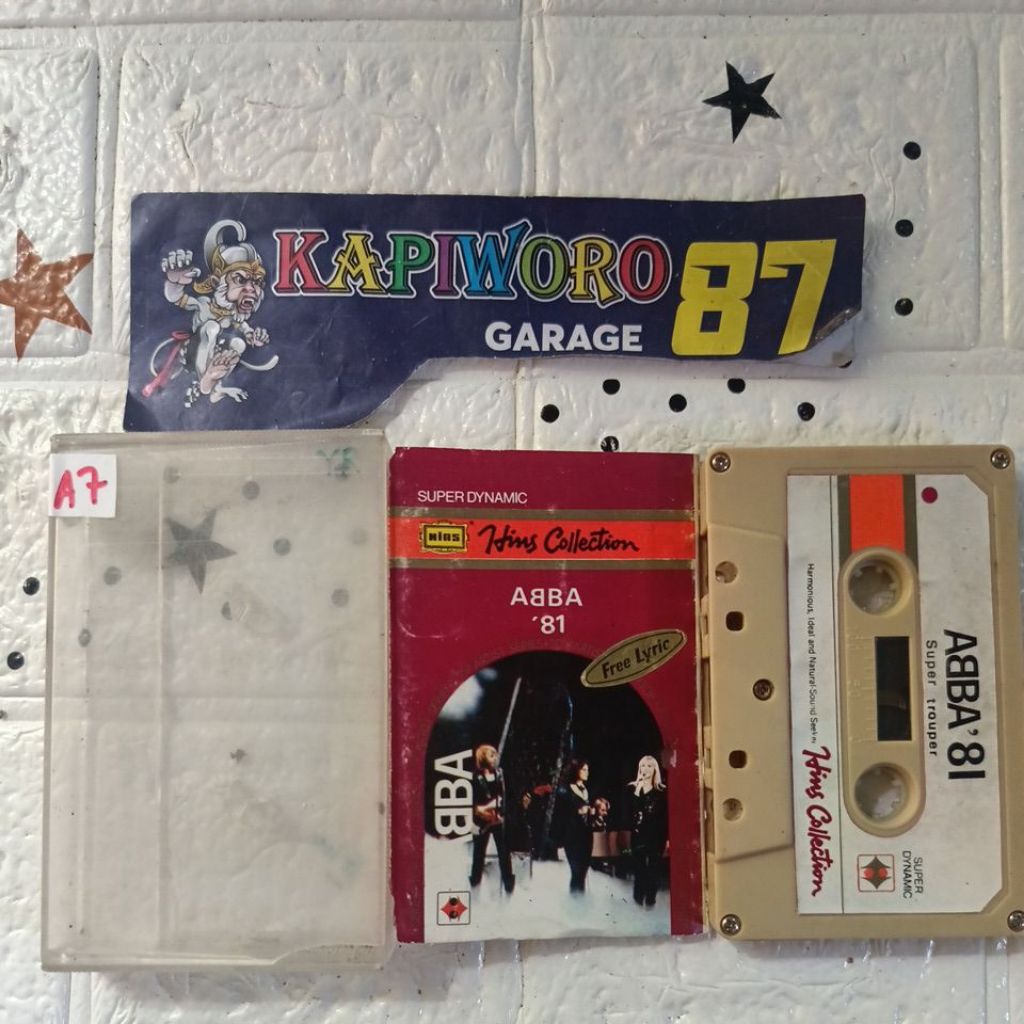 KAPIWORO 87
GARAGE
A7
SUPER DYNAMIC
HINS
Hins Collection
ABBA
'81
Free Lyric
ABBA
ABBA'81
Super trouper
Harmonious, Ideal and Natural-Sound
Hins Collection
SUPER
DYNAMIC